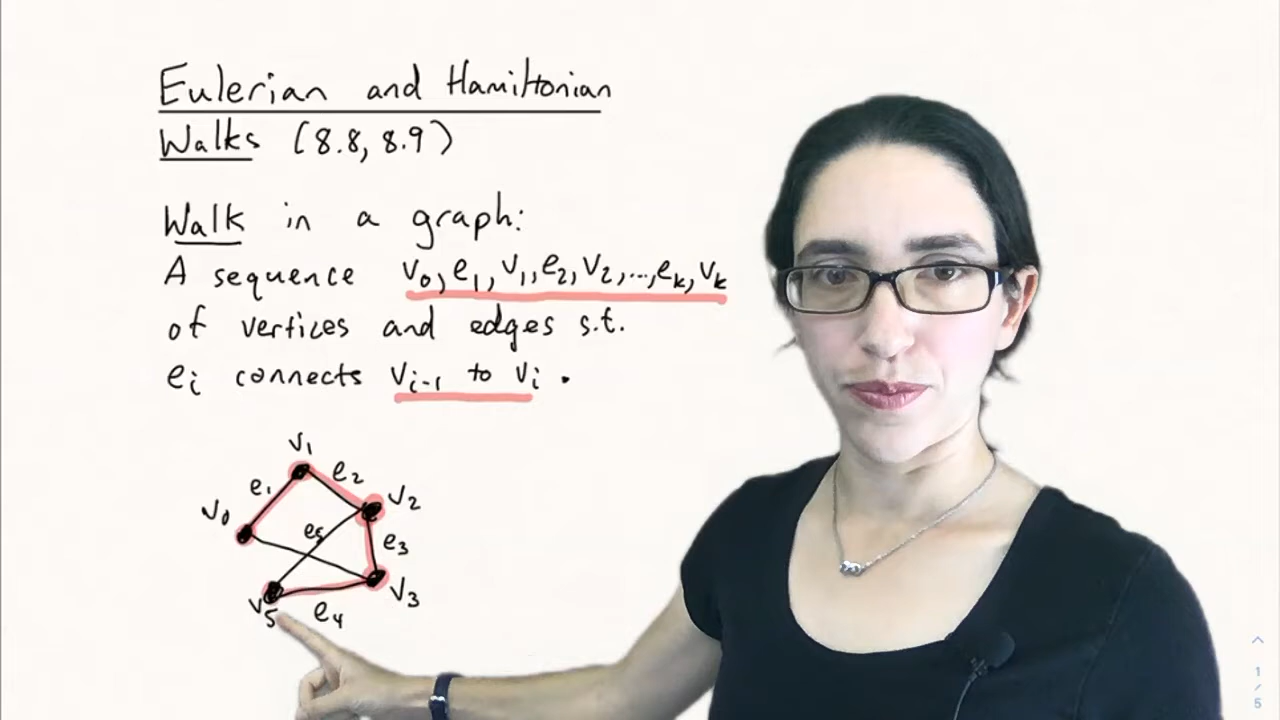 Eulerian and Hamiltonian
Walks (8.8, 8.9)
Walk in a graph:
A sequence v₀, e₁, v₁, e₂, v₂, ..., eₖ, vₖ
of vertices and edges s.t.
eᵢ connects vᵢ₋₁ to vᵢ .
v₁
e₁
e₂
v₂
v₀
e₅
e₃
v₃
v₅
e₄
1
/
5